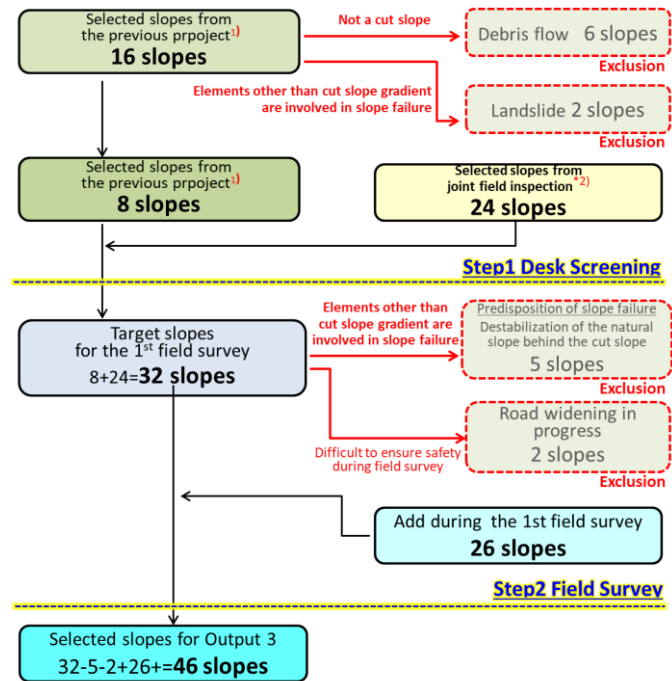 Selected slopes from
the previous prpoject1)
16 slopes
Not a cut slope
Debris flow 6 slopes
Exclusion
Elements other than cut slope gradient
are involved in slope failure
Landslide 2 slopes
Exclusion
Selected slopes from
the previous prpoject1)
8 slopes
Selected slopes from
joint field inspection*2)
24 slopes
Step1 Desk Screening
Target slopes
for the 1st field survey
8+24=32 slopes
Elements other than
cut slope gradient are
involved in slope failure
Predisposition of slope failure
Destabilization of the natural
slope behind the cut slope
5 slopes
Exclusion
Difficult to ensure safety
during field survey
Road widening in
progress
2 slopes
Exclusion
Add during the 1st field survey
26 slopes
Step2 Field Survey
Selected slopes for Output 3
32-5-2+26+=46 slopes